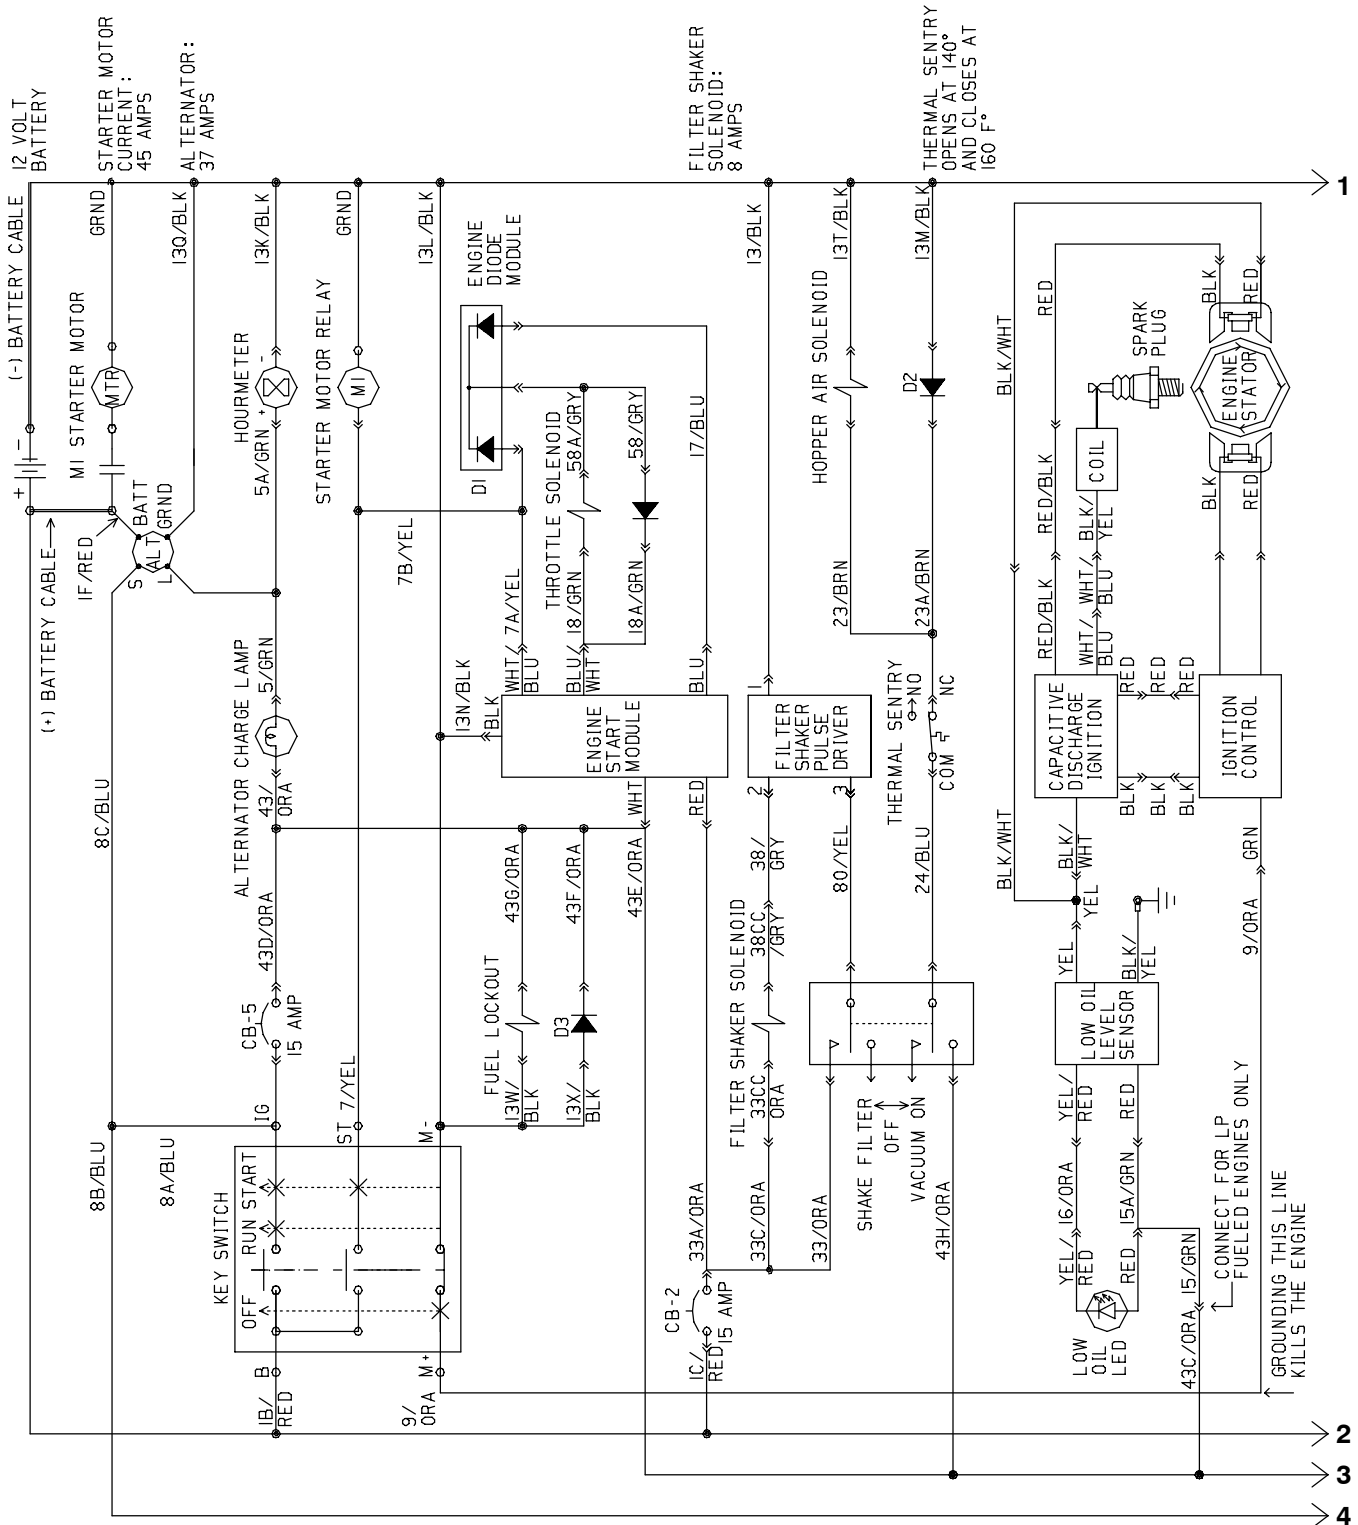 12 VOLT
BATTERY
STARTER MOTOR
CURRENT:
45 AMPS
ALTERNATOR:
37 AMPS
FILTER SHAKER
SOLENOID:
8 AMPS
THERMAL SENTRY
OPENS AT 140°
AND CLOSES AT
160 F°
1
(-) BATTERY CABLE
GRND
13Q/BLK
13K/BLK
GRND
13L/BLK
ENGINE
DIODE
MODULE
13/BLK
13T/BLK
13M/BLK
M1 STARTER MOTOR
MTR
HOURMETER
-
+
5A/GRN
STARTER MOTOR RELAY
M1
D1
THROTTLE SOLENOID
58A/GRY
58/GRY
17/BLU
HOPPER AIR SOLENOID
D2
BLK/WHT
RED
SPARK
PLUG
BLK
RED
ENGINE
STATOR
+
-
(+) BATTERY CABLE
1F/RED
BATT
GRND
ALT
S
L
7B/YEL
7A/YEL
WHT/
BLU
18/GRN
BLU/
WHT
18A/GRN
BLU
23/BRN
23A/BRN
RED/BLK
RED/BLK
COIL
BLK/
YEL
WHT/
BLU
WHT/
BLU
BLK
RED
8C/BLU
ALTERNATOR CHARGE LAMP
5/GRN
43/
ORA
13N/BLK
BLK
ENGINE
START
MODULE
WHT
RED
1
FILTER
SHAKER
PULSE
DRIVER
2
3
THERMAL SENTRY
NO
NC
COM
CAPACITIVE
DISCHARGE
IGNITION
RED
RED
RED
BLK
BLK
BLK
IGNITION
CONTROL
43D/ORA
CB-5
15 AMP
FUEL LOCKOUT
43G/ORA
43F/ORA
43E/ORA
13W/
BLK
D3
13X/
BLK
FILTER SHAKER SOLENOID
38/
GRY
38CC
/GRY
33CC
ORA
80/YEL
24/BLU
BLK/WHT
BLK/
WHT
YEL
YEL
BLK/
YEL
LOW OIL
LEVEL
SENSOR
GRN
9/ORA
8B/BLU
8A/BLU
IG
ST
7/YEL
M-
KEY SWITCH
OFF
RUN
START
33A/ORA
33C/ORA
33/ORA
SHAKE FILTER
OFF
VACUUM ON
43H/ORA
YEL/
RED
RED
16/ORA
15A/GRN
YEL/
RED
RED
CONNECT FOR LP
FUELED ENGINES ONLY
15/GRN
43C/ORA
B
1B/
RED
M+
9/
ORA
CB-2
15 AMP
1C/
RED
LOW
OIL
LED
GROUNDING THIS LINE
KILLS THE ENGINE
2
3
4